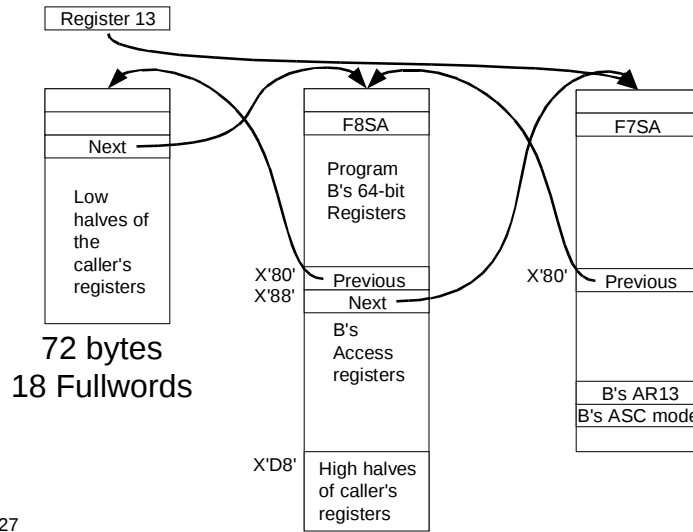 Register 13
Next
Low
halves of
the
caller's
registers
72 bytes
18 Fullwords
F8SA
Program
B's 64-bit
Registers
X'80'
Previous
X'88'
Next
B's
Access
registers
X'D8'
High halves
of caller's
registers
F7SA
X'80'
Previous
B's AR13
B's ASC mode
27